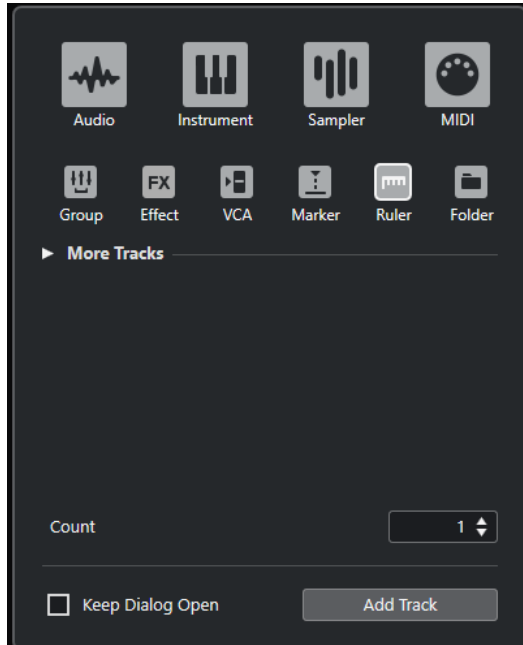 Audio Instrument Sampler MIDI
FX
Group Effect VCA Marker Ruler Folder
More Tracks
Count 1
Keep Dialog Open Add Track